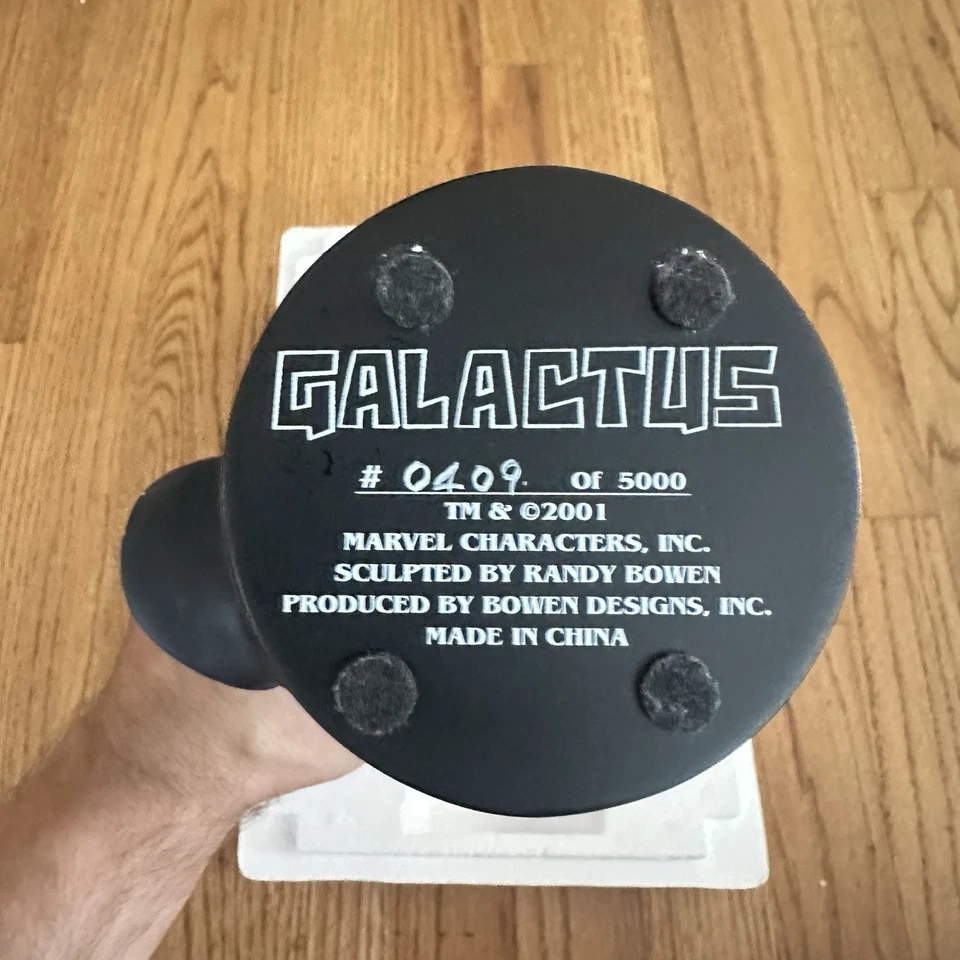 GALACTUS
# 0409. Of 5000
TM & ©2001
MARVEL CHARACTERS, INC.
SCULPTED BY RANDY BOWEN
PRODUCED BY BOWEN DESIGNS, INC.
MADE IN CHINA